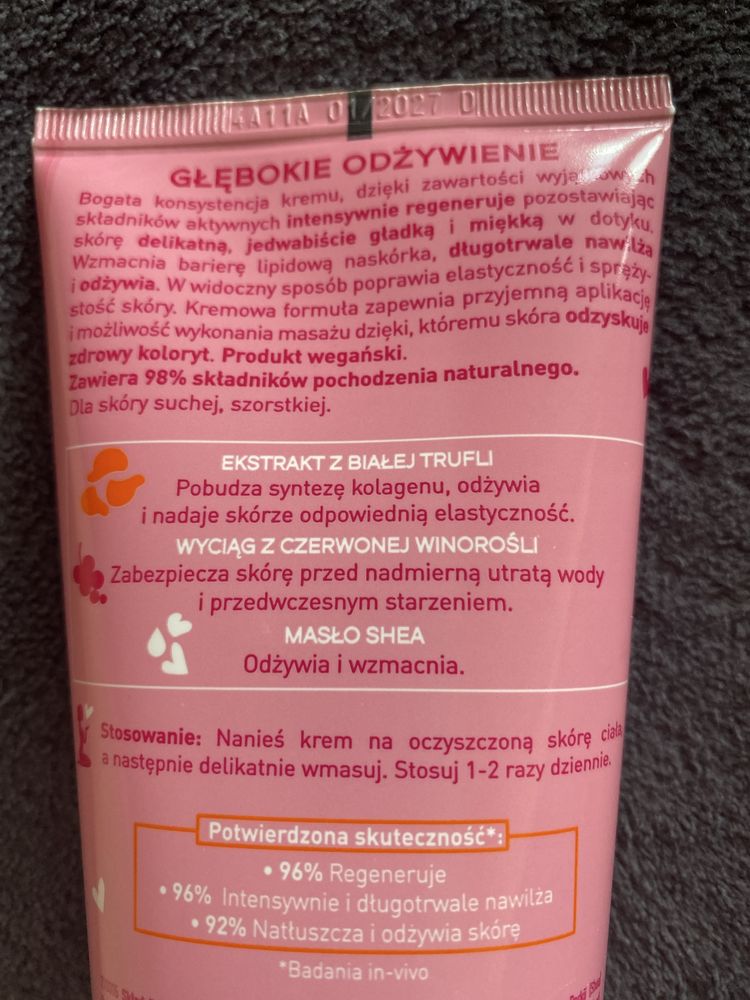 4A11A 01/2027 D
GŁĘBOKIE ODŻYWIENIE
Bogata konsystencja kremu, dzięki zawartości wyjątkowych
składników aktywnych intensywnie regeneruje pozostawiając
skórę delikatną, jedwabiście gładką i miękką w dotyku.
Wzmacnia barierę lipidową naskórka, długotrwale nawilża
i odżywia. W widoczny sposób poprawia elastyczność i spręży-
stość skóry. Kremowa formuła zapewnia przyjemną aplikację
i możliwość wykonania masażu dzięki, któremu skóra odzyskuje
zdrowy koloryt. Produkt wegański.
Zawiera 98% składników pochodzenia naturalnego.
Dla skóry suchej, szorstkiej.
EKSTRAKT Z BIAŁEJ TRUFLI
Pobudza syntezę kolagenu, odżywia
i nadaje skórze odpowiednią elastyczność.
WYCIĄG Z CZERWONEJ WINOROŚLI
Zabezpiecza skórę przed nadmierną utratą wody
i przedwczesnym starzeniem.
MASŁO SHEA
Odżywia i wzmacnia.
Stosowanie: Nanieś krem na oczyszczoną skórę ciała,
a następnie delikatnie wmasuj. Stosuj 1-2 razy dziennie.
Potwierdzona skuteczność*:
• 96% Regeneruje
• 96% Intensywnie i długotrwale nawilża
• 92% Natłuszcza i odżywia skórę
*Badania in-vivo